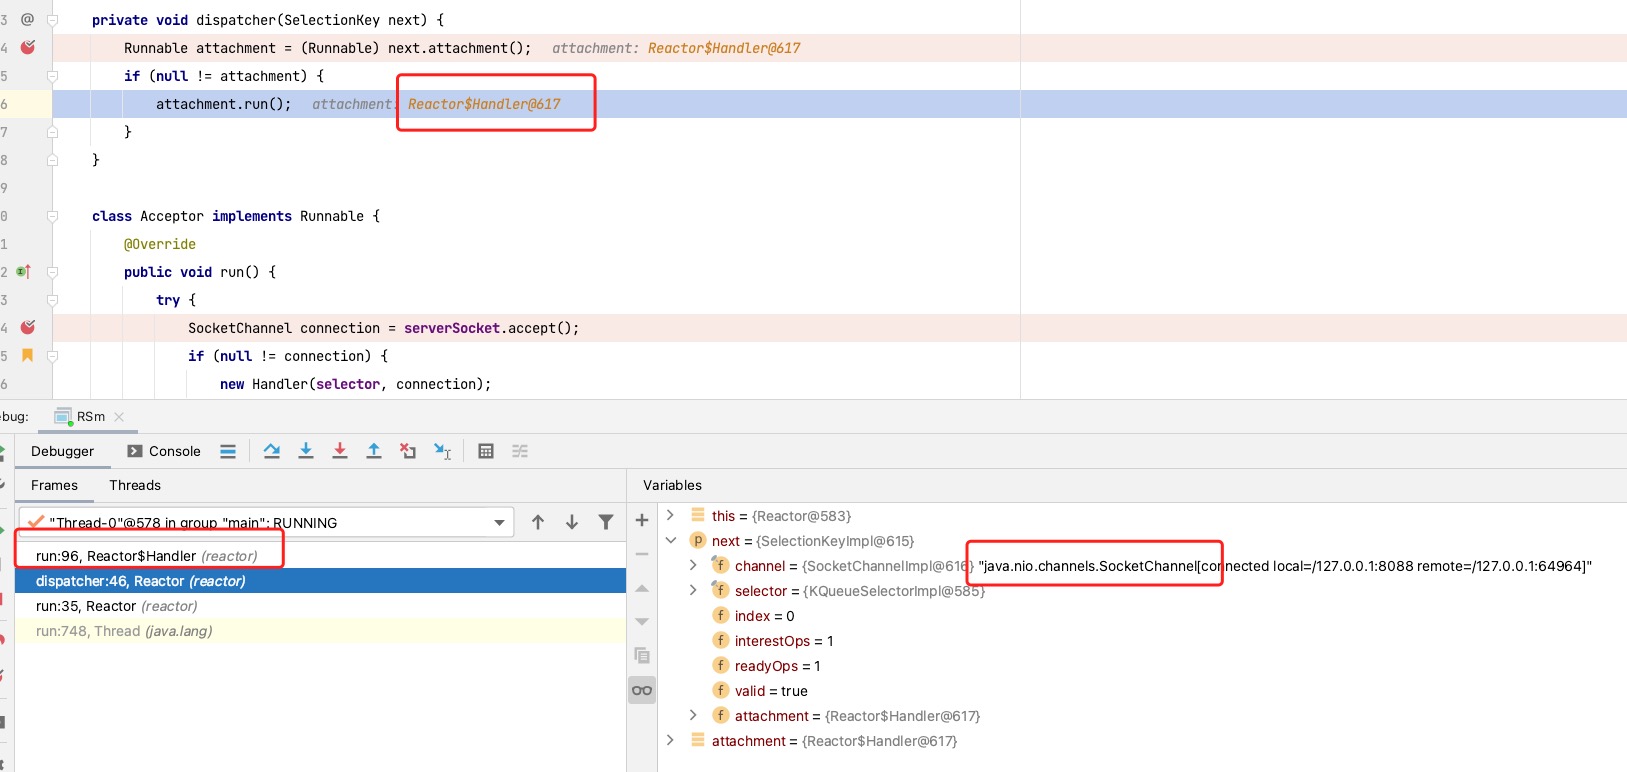 3 @ private void dispatcher(SelectionKey next) {
4 Runnable attachment = (Runnable) next.attachment(); attachment: Reactor$Handler@617
5 if (null != attachment) {
6 attachment.run(); attachment: Reactor$Handler@617
7 }
8 }
9
0 class Acceptor implements Runnable {
1 @Override
2 public void run() {
3 try {
4 SocketChannel connection = serverSocket.accept();
5 if (null != connection) {
6 new Handler(selector, connection);
ebug: RSm
Debugger Console
Frames Threads
"Thread-0"@578 in group "main": RUNNING
run:96, Reactor$Handler (reactor)
dispatcher:46, Reactor (reactor)
run:35, Reactor (reactor)
run:748, Thread (java.lang)
Variables
this = {Reactor@583}
p next = {SelectionKeyImpl@615}
f channel = {SocketChannelImpl@616} "java.nio.channels.SocketChannel[connected local=/127.0.0.1:8088 remote=/127.0.0.1:64964]"
f selector = {KQueueSelectorImpl@585}
f index = 0
f interestOps = 1
f readyOps = 1
f valid = true
f attachment = {Reactor$Handler@617}
attachment = {Reactor$Handler@617}